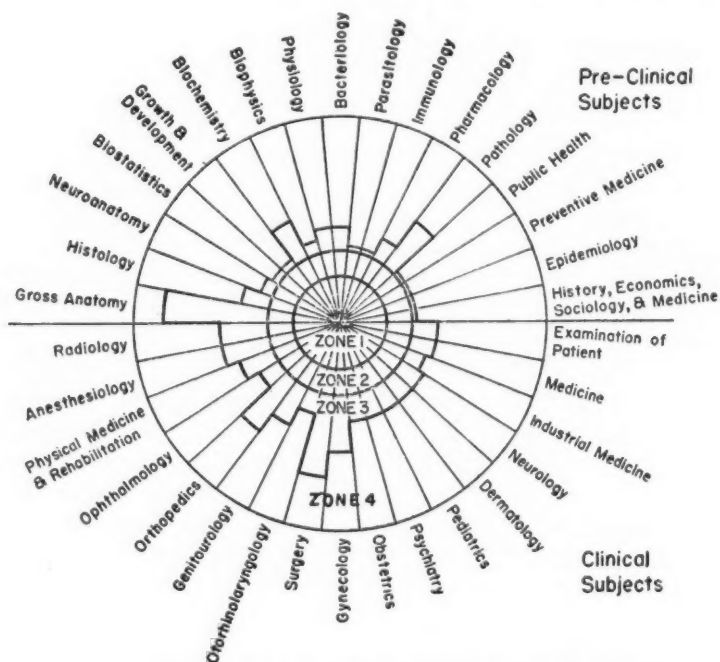 Pre-Clinical
Subjects
Gross Anatomy
Histology
Neuroanatomy
Biostatistics
Growth &
Development
Biochemistry
Biophysics
Physiology
Bacteriology
Parasitology
Immunology
Pharmacology
Pathology
Public Health
Preventive Medicine
Epidemiology
History, Economics,
Sociology, & Medicine
Examination of
Patient
Medicine
Industrial Medicine
Neurology
Dermatology
Pediatrics
Psychiatry
Obstetrics
Gynecology
Surgery
Otorhinolaryngology
Genitourology
Orthopedics
Ophthalmology
Physical Medicine
& Rehabilitation
Anesthesiology
Radiology
ZONE 1
ZONE 2
ZONE 3
ZONE 4
Clinical
Subjects